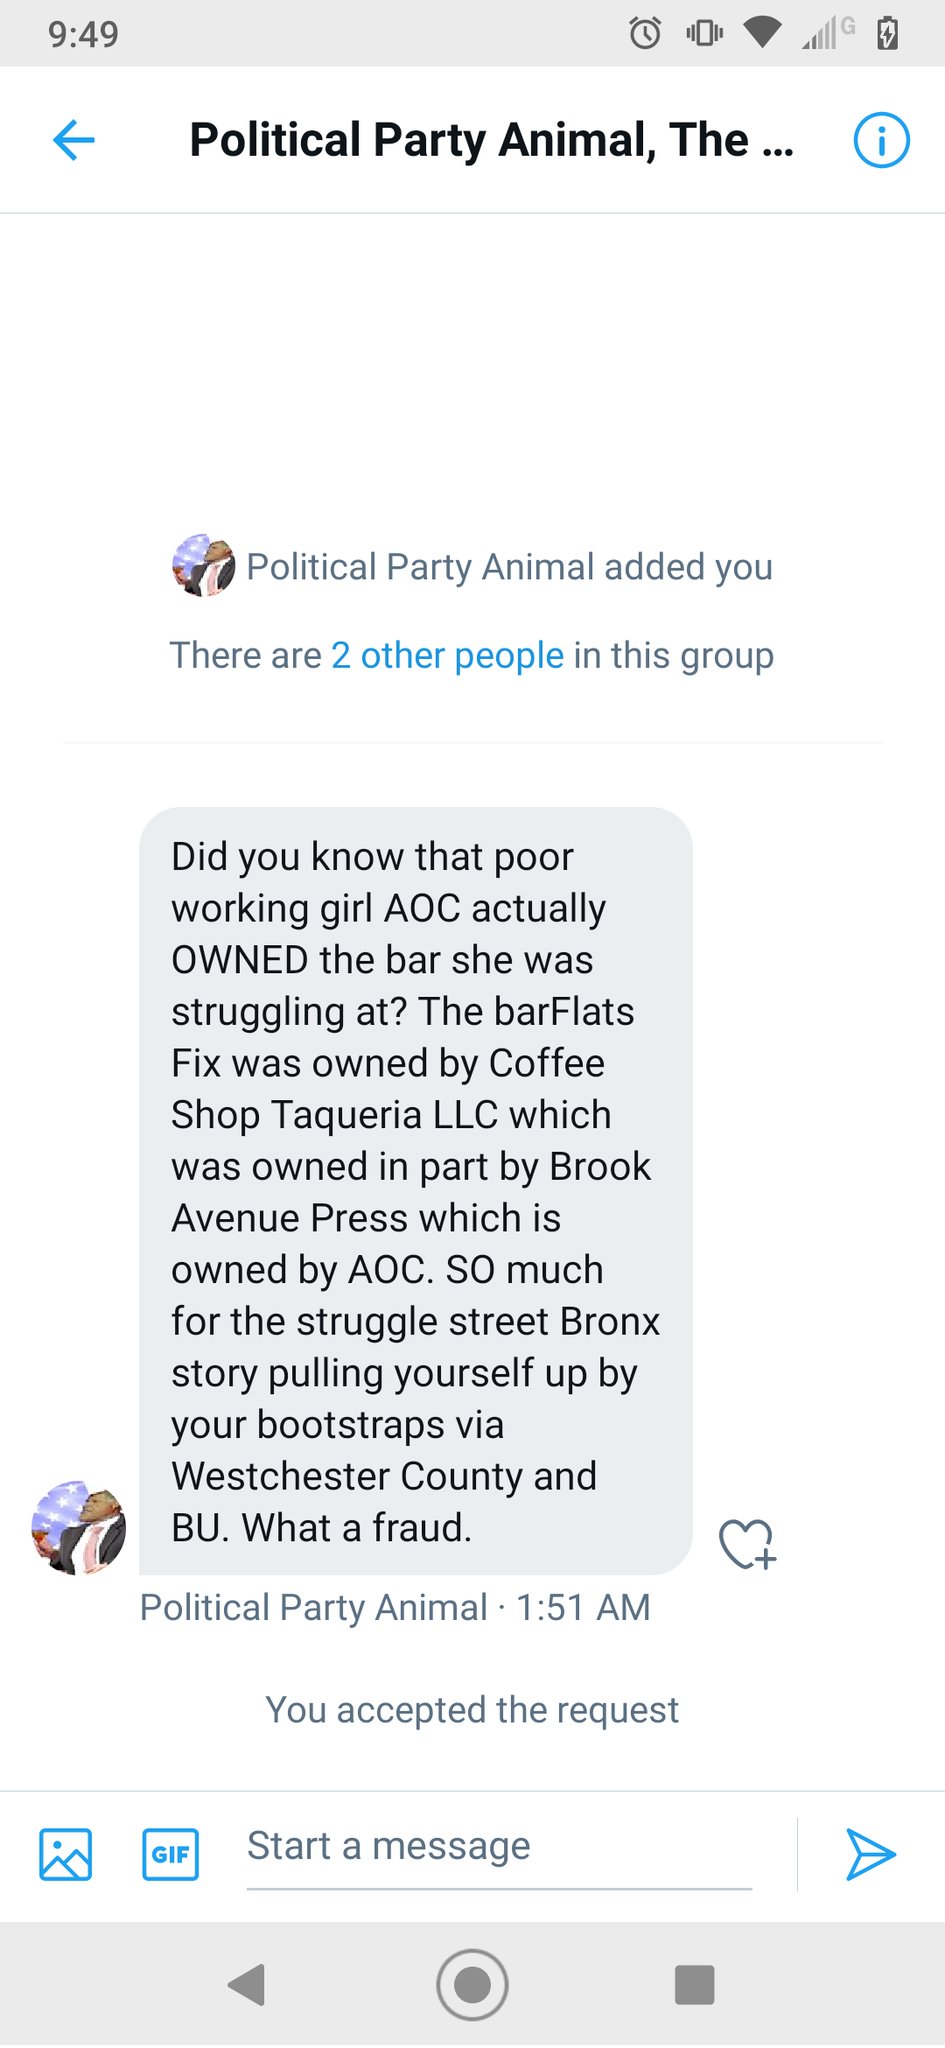 9:49
G
Political Party Animal, The ...
Political Party Animal added you
There are 2 other people in this group
Did you know that poor
working girl AOC actually
OWNED the bar she was
struggling at? The barFlats
Fix was owned by Coffee
Shop Taqueria LLC which
was owned in part by Brook
Avenue Press which is
owned by AOC. SO much
for the struggle street Bronx
story pulling yourself up by
your bootstraps via
Westchester County and
BU. What a fraud.
Political Party Animal · 1:51 AM
You accepted the request
GIF
Start a message